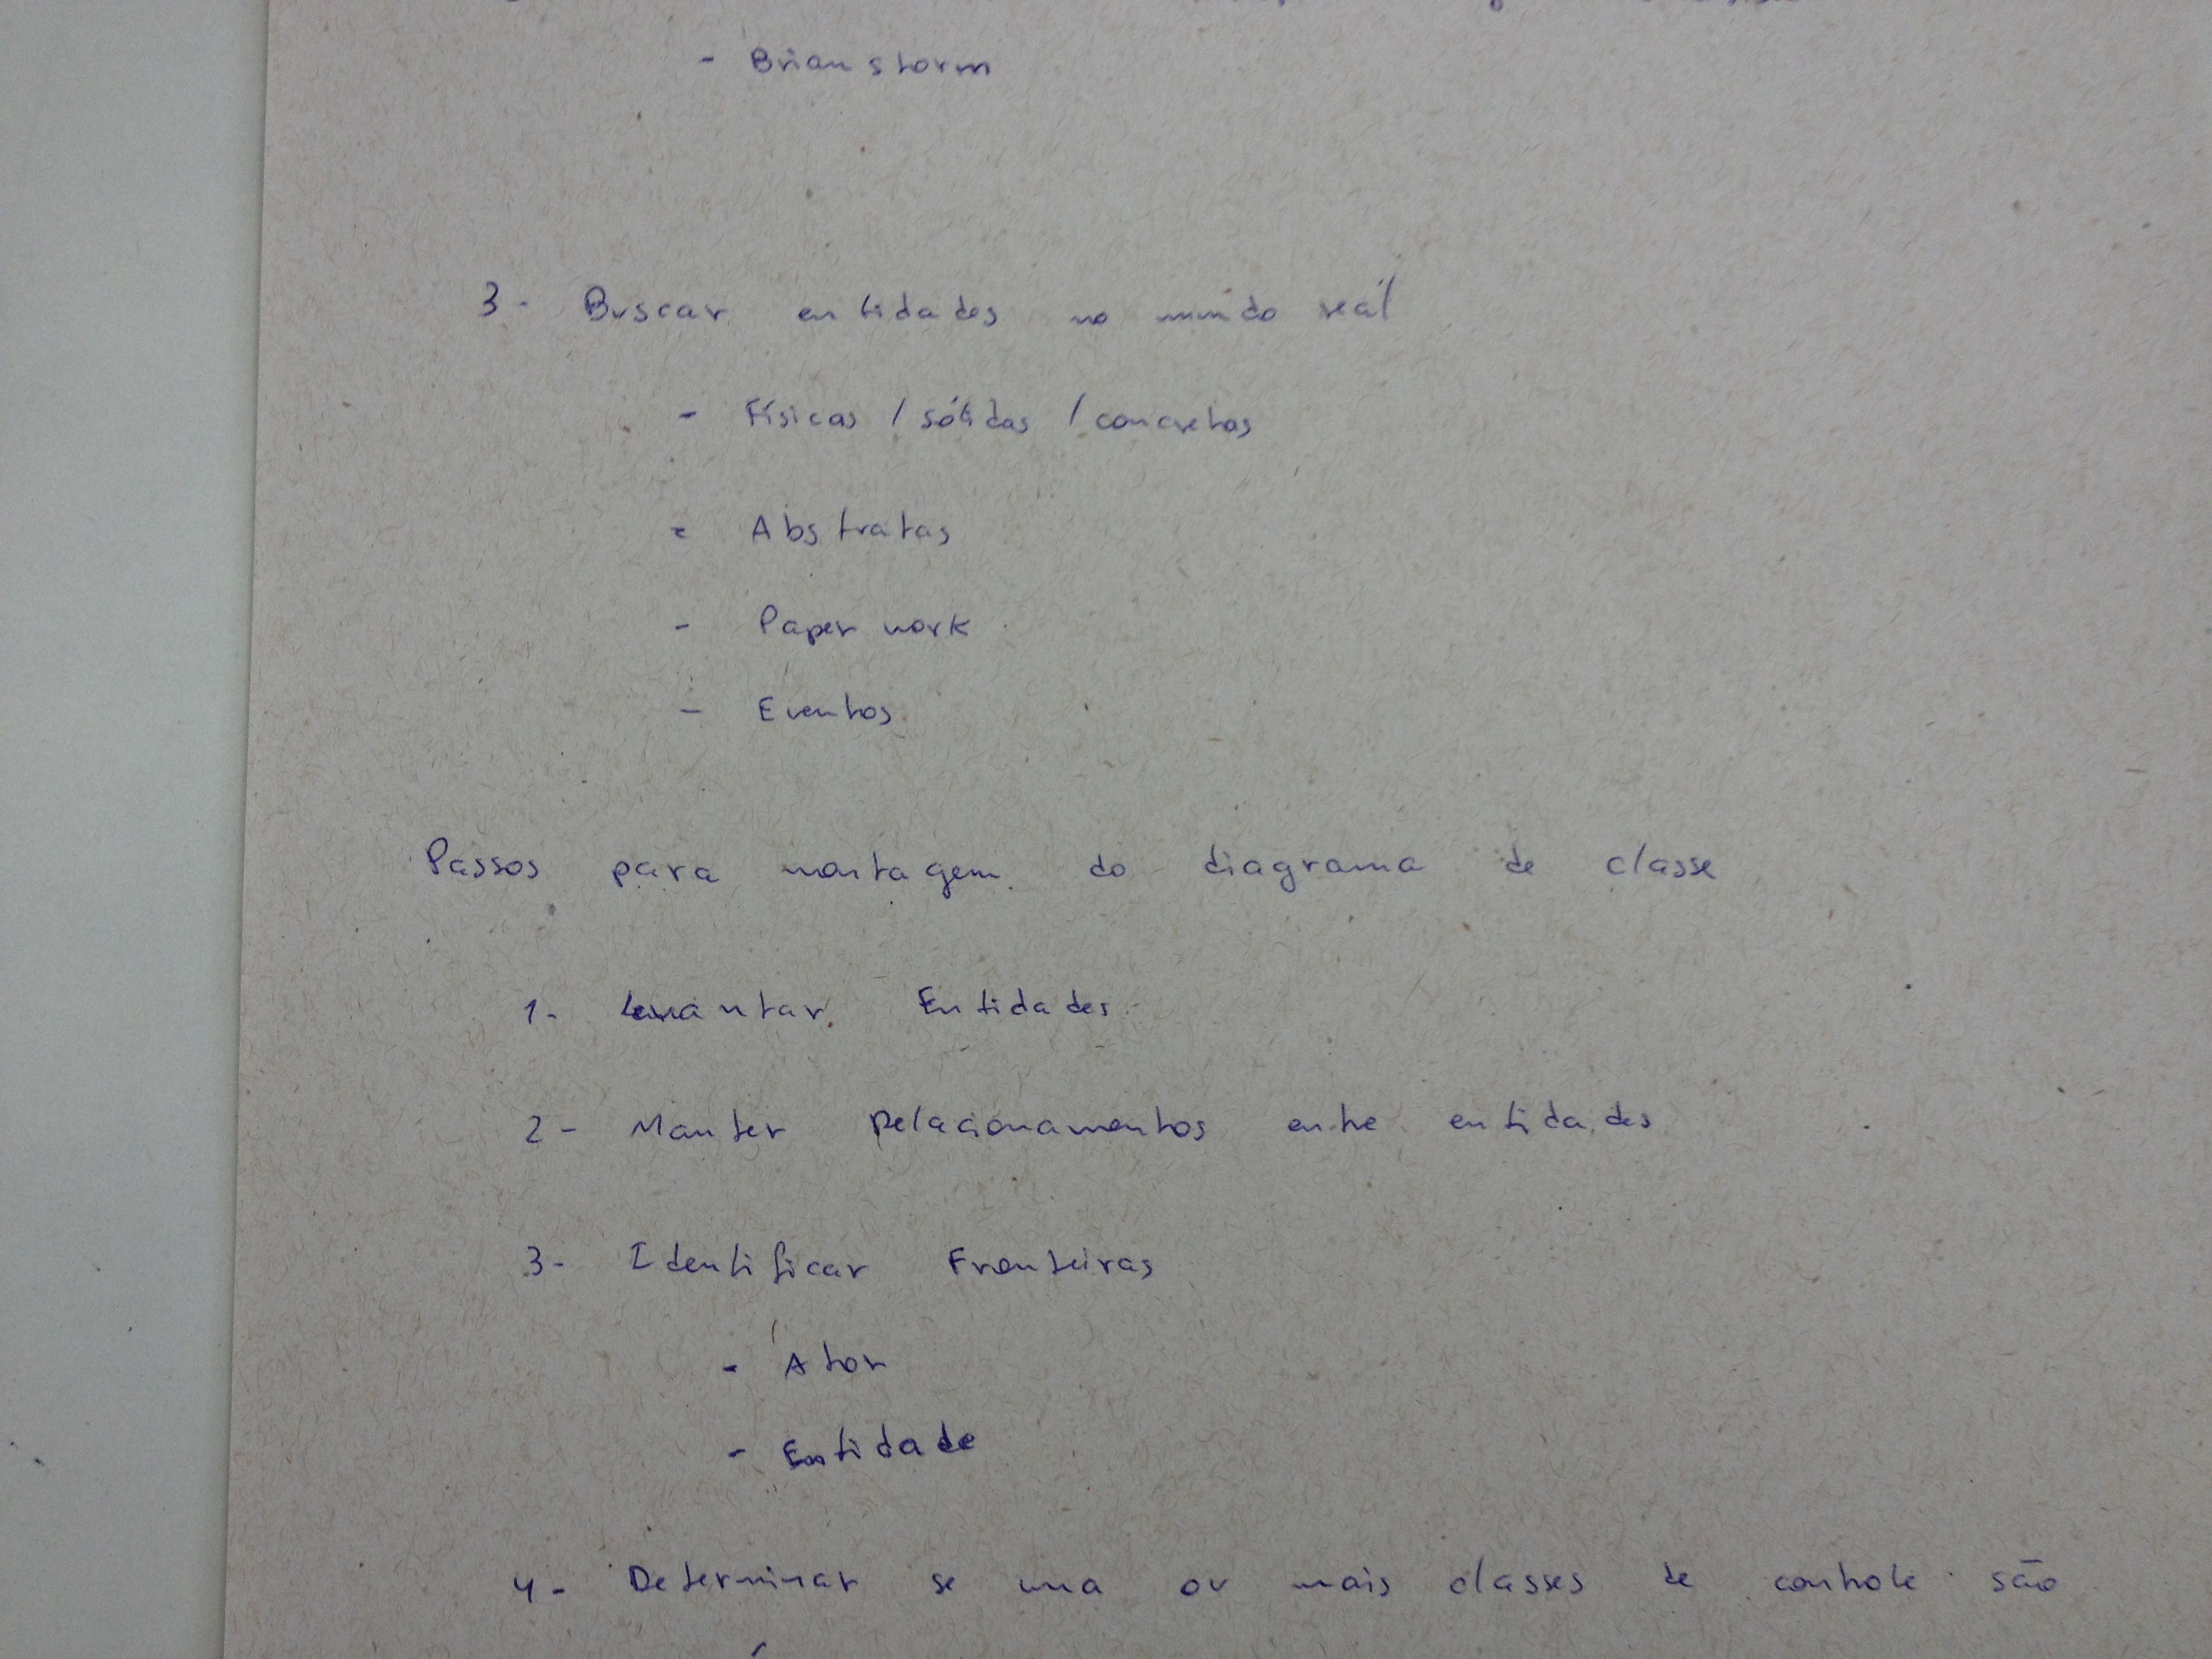 - Brianstorm
3- Buscar entidades no mundo real
- Físicas / sólidas / concretas
- Abstratas
- Paper work
- Eventos
Passos para montagem do diagrama de classe
1- Levantar Entidades
2- Manter Relacionamentos entre entidades
3- Identificar Fronteiras
- Ator
- Entidade
4- Determinar se uma ou mais classes de controle são